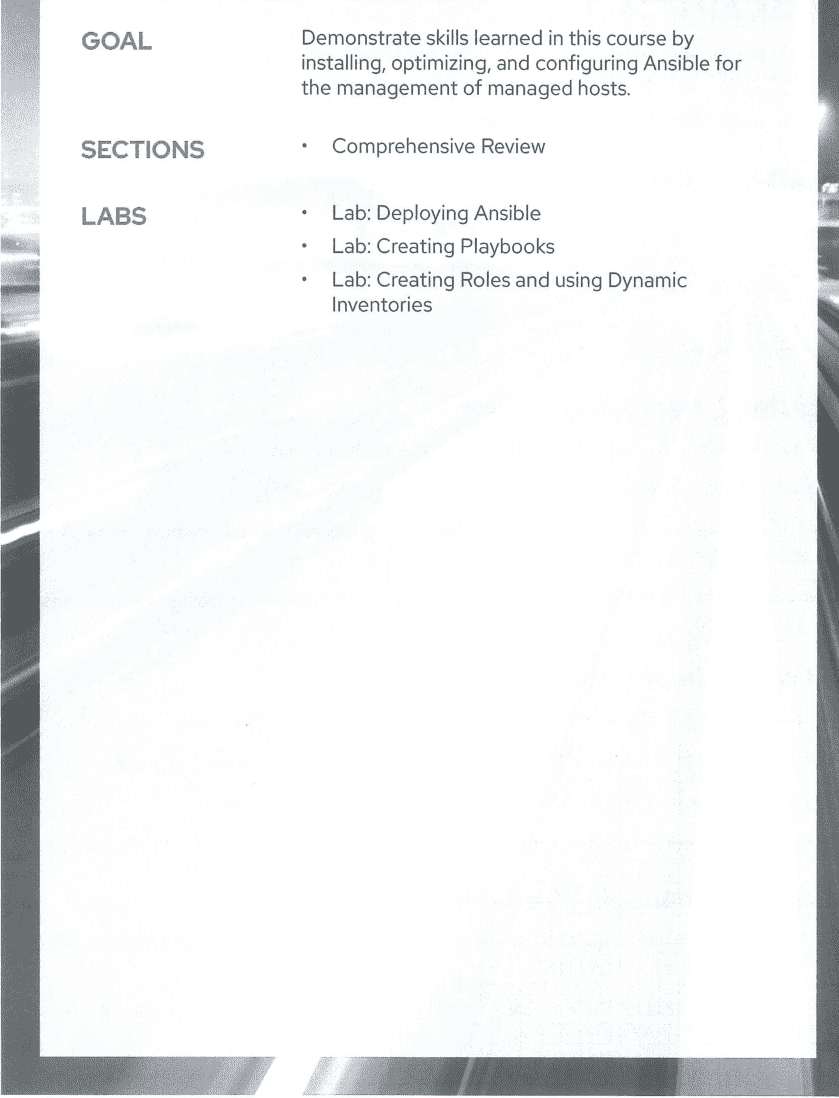 GOAL
Demonstrate skills learned in this course by
installing, optimizing, and configuring Ansible for
the management of managed hosts.
SECTIONS
• Comprehensive Review
LABS
• Lab: Deploying Ansible
• Lab: Creating Playbooks
• Lab: Creating Roles and using Dynamic
Inventories